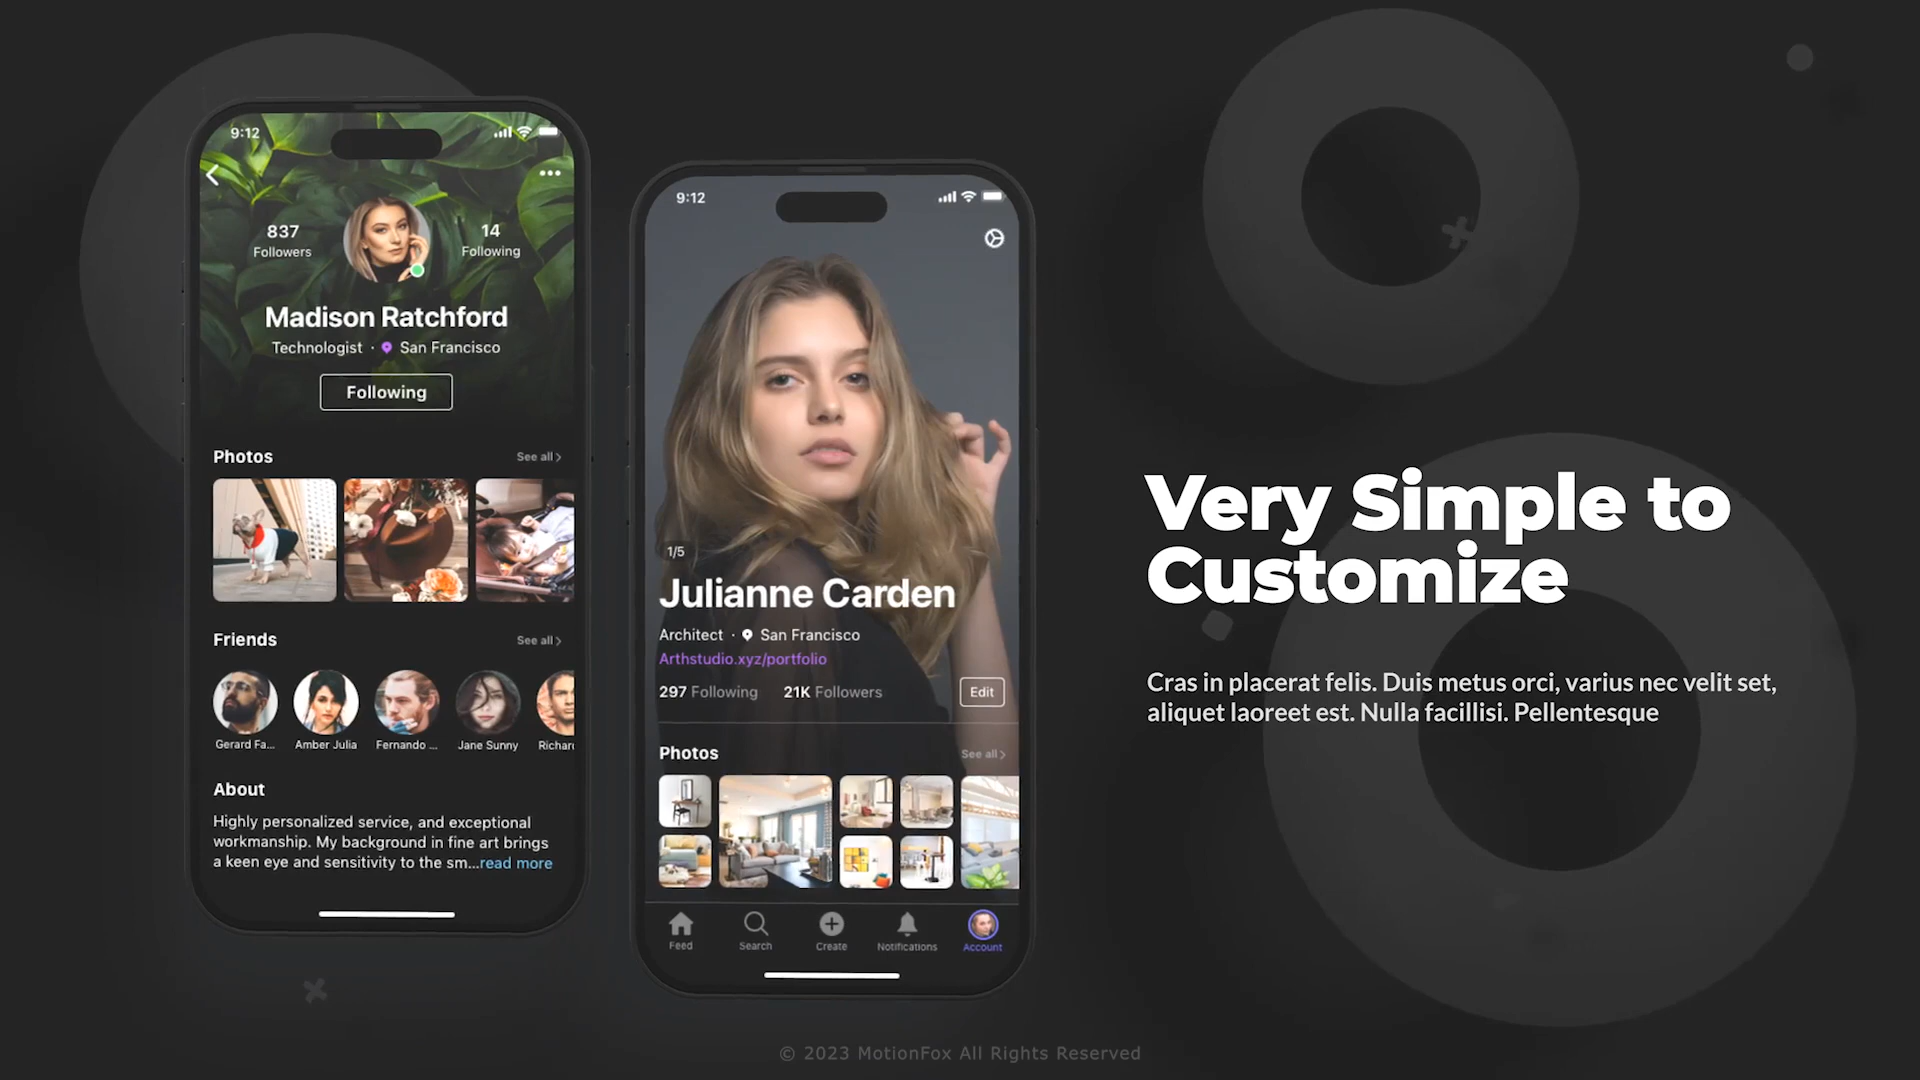 9:12
837
Followers
14
Following
Madison Ratchford
Technologist · San Francisco
Following
Photos
See all
Friends
See all
Gerard Fa...
Amber Julia
Fernando ...
Jane Sunny
Richar
About
Highly personalized service, and exceptional
workmanship. My background in fine art brings
a keen eye and sensitivity to the sm...read more
9:12
1/5
Julianne Carden
Architect · San Francisco
Arthstudio.xyz/portfolio
297 Following 21K Followers
Edit
Photos
See all
Feed
Search
Create
Notifications
Account
Very Simple to
Customize
Cras in placerat felis. Duis metus orci, varius nec velit set,
aliquet laoreet est. Nulla facillisi. Pellentesque
© 2023 MotionFox All Rights Reserved